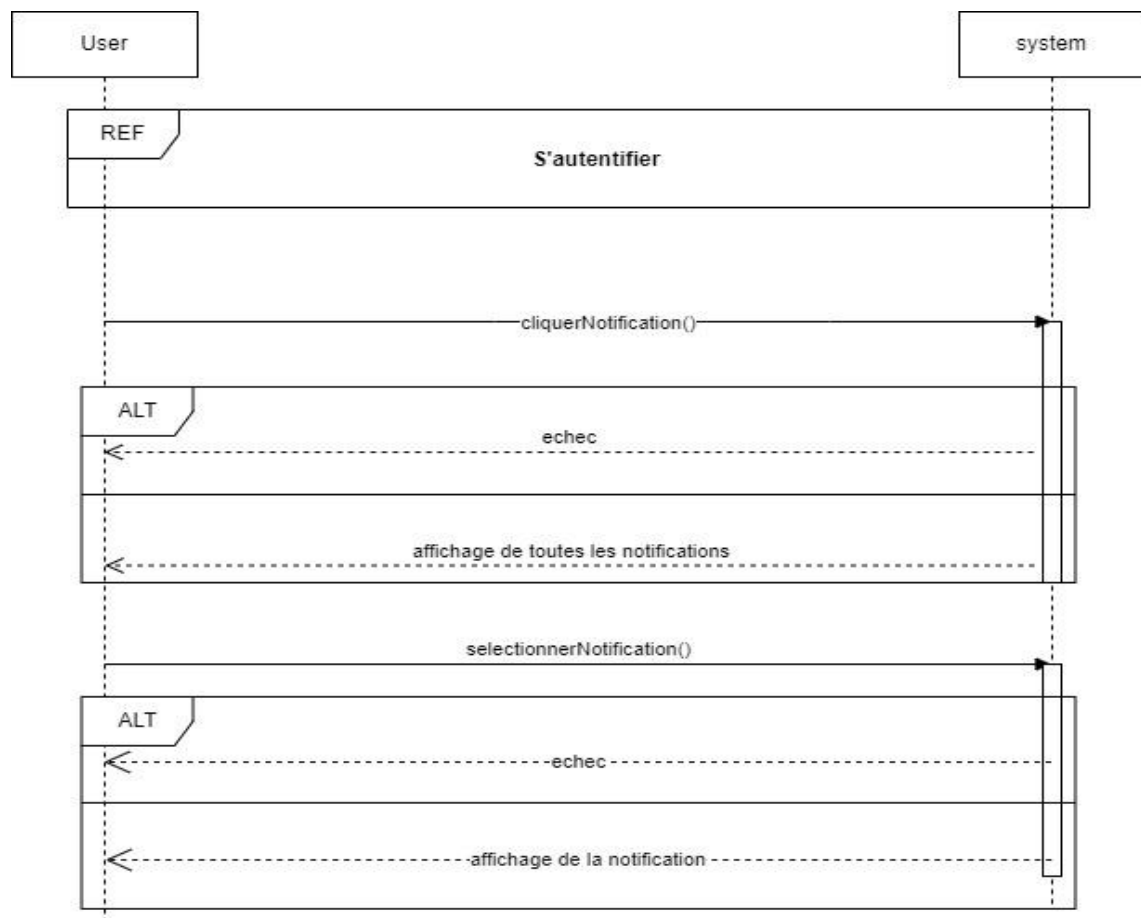 User
system
REF
S'autentifier
cliquerNotification()
ALT
echec
affichage de toutes les notifications
selectionnerNotification()
ALT
echec
affichage de la notification